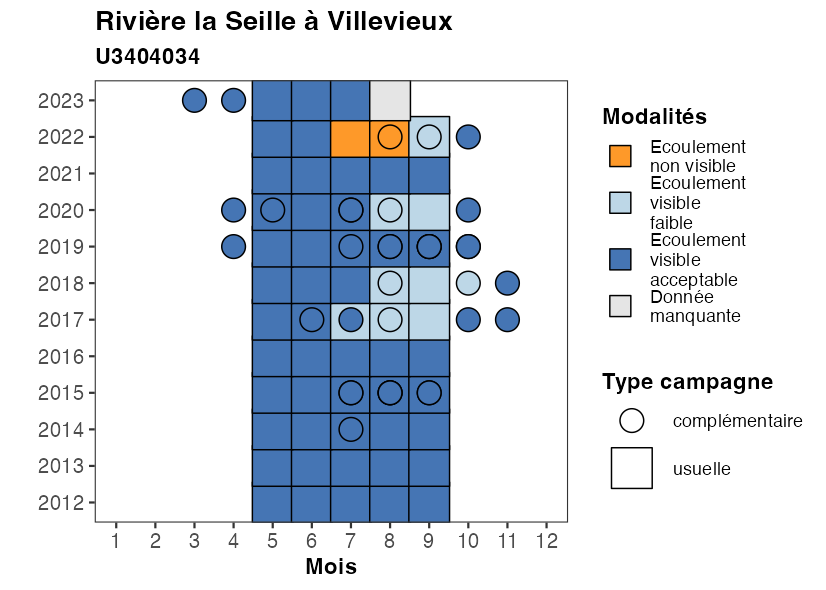 Rivière la Seille à Villevieux
U3404034
2023
2022
2021
2020
2019
2018
2017
2016
2015
2014
2013
2012
1 2 3 4 5 6 7 8 9 10 11 12
Mois
Modalités
Ecoulement
non visible
Ecoulement
visible
faible
Ecoulement
visible
acceptable
Donnée
manquante
Type campagne
complémentaire
usuelle